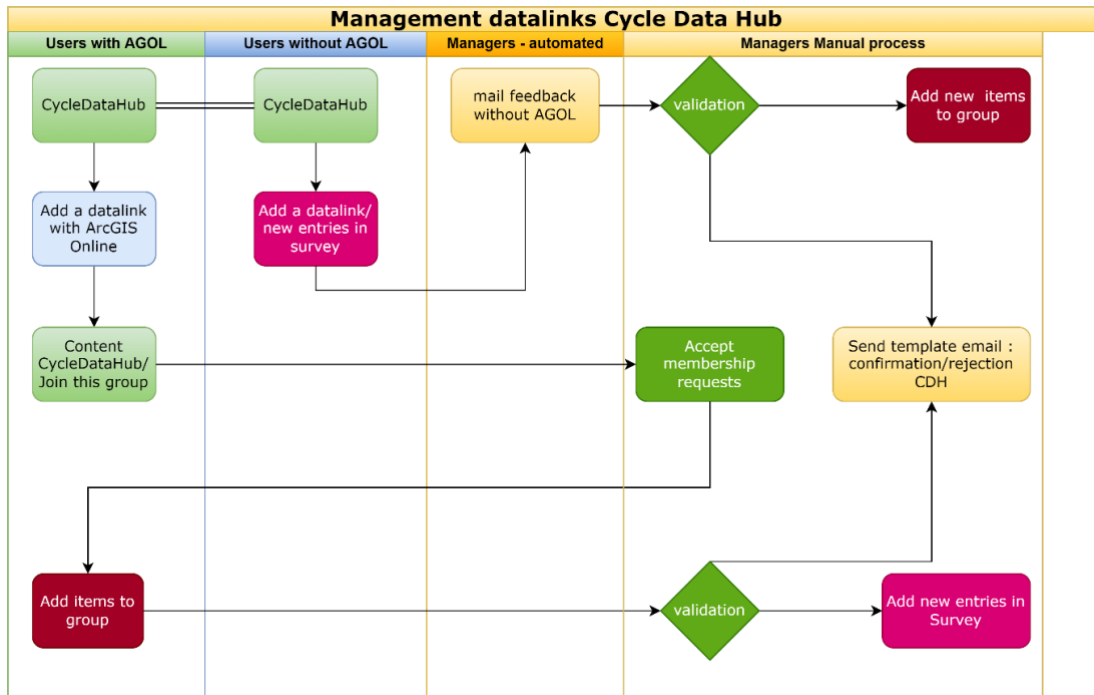 Management datalinks Cycle Data Hub
Users with AGOL
Users without AGOL
Managers - automated
Managers Manual process
CycleDataHub
CycleDataHub
mail feedback
without AGOL
validation
Add new items
to group
Add a datalink
with ArcGIS
Online
Add a datalink/
new entries in
survey
Content
CycleDataHub/
Join this group
Accept
membership
requests
Send template email :
confirmation/rejection
CDH
Add items to
group
validation
Add new entries in
Survey